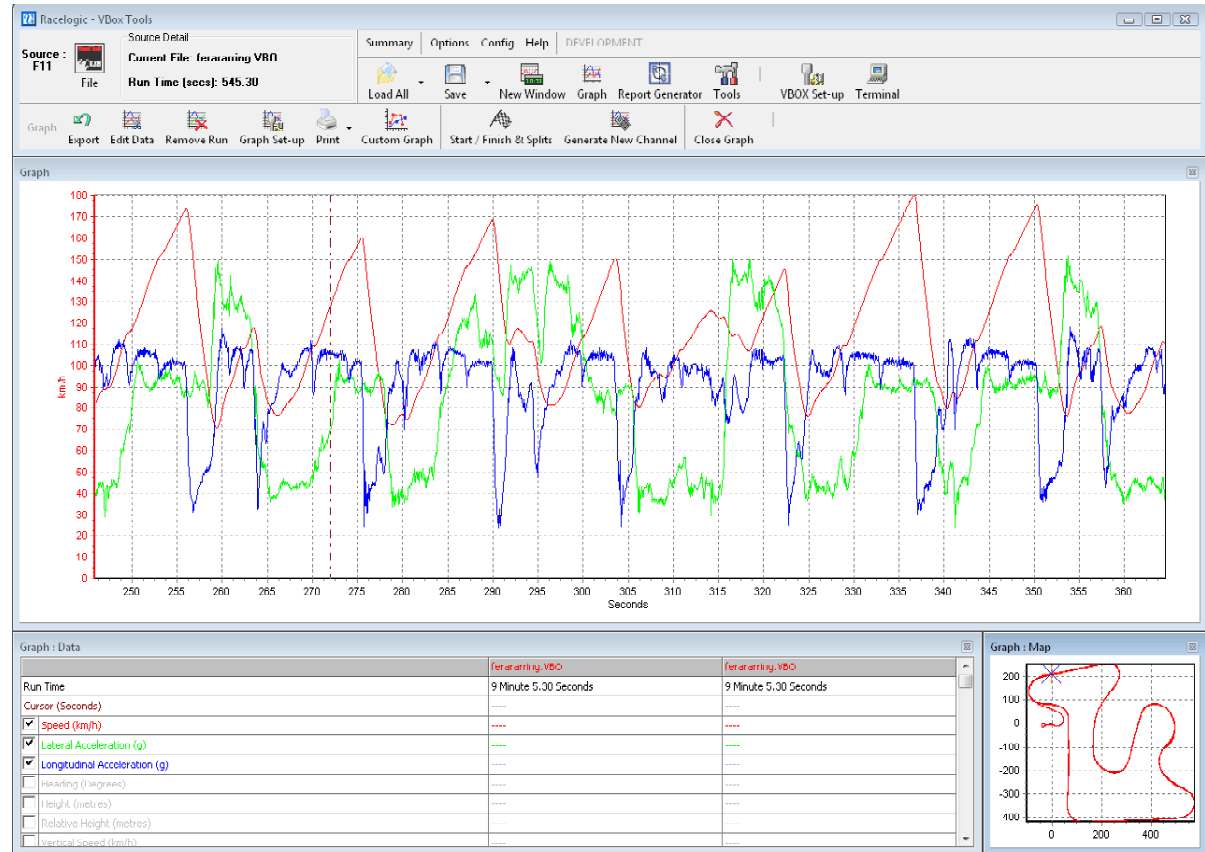 Racelogic - VBox Tools
Source :
F11
File
Source Detail
Current File: ferararring VBO
Run Time (secs): 545.30
Summary Options Config Help DEVELOPMENT
Load All Save New Window Graph Report Generator Tools VBOX Set-up Terminal
Graph Export Edit Data Remove Run Graph Set-up Print Custom Graph Start / Finish & Splits Generate New Channel Close Graph
Graph
180
170
160
150
140
130
120
110
100
90
80
70
60
50
40
30
20
10
0
km/h
250 255 260 265 270 275 280 285 290 295 300 305 310 315 320 325 330 335 340 345 350 355 360
Seconds
Graph : Data
ferararring.VBO ferararring.VBO
Run Time 9 Minute 5.30 Seconds 9 Minute 5.30 Seconds
Cursor (Seconds) ---- ----
Speed (km/h) ---- ----
Lateral Acceleration (g) ---- ----
Longitudinal Acceleration (g) ---- ----
Heading (Degrees) ---- ----
Height (metres) ---- ----
Relative Height (metres) ---- ----
Vertical Speed (km/h) ---- ----
Graph : Map
200
100
0
-100
-200
-300
400
0 200 400